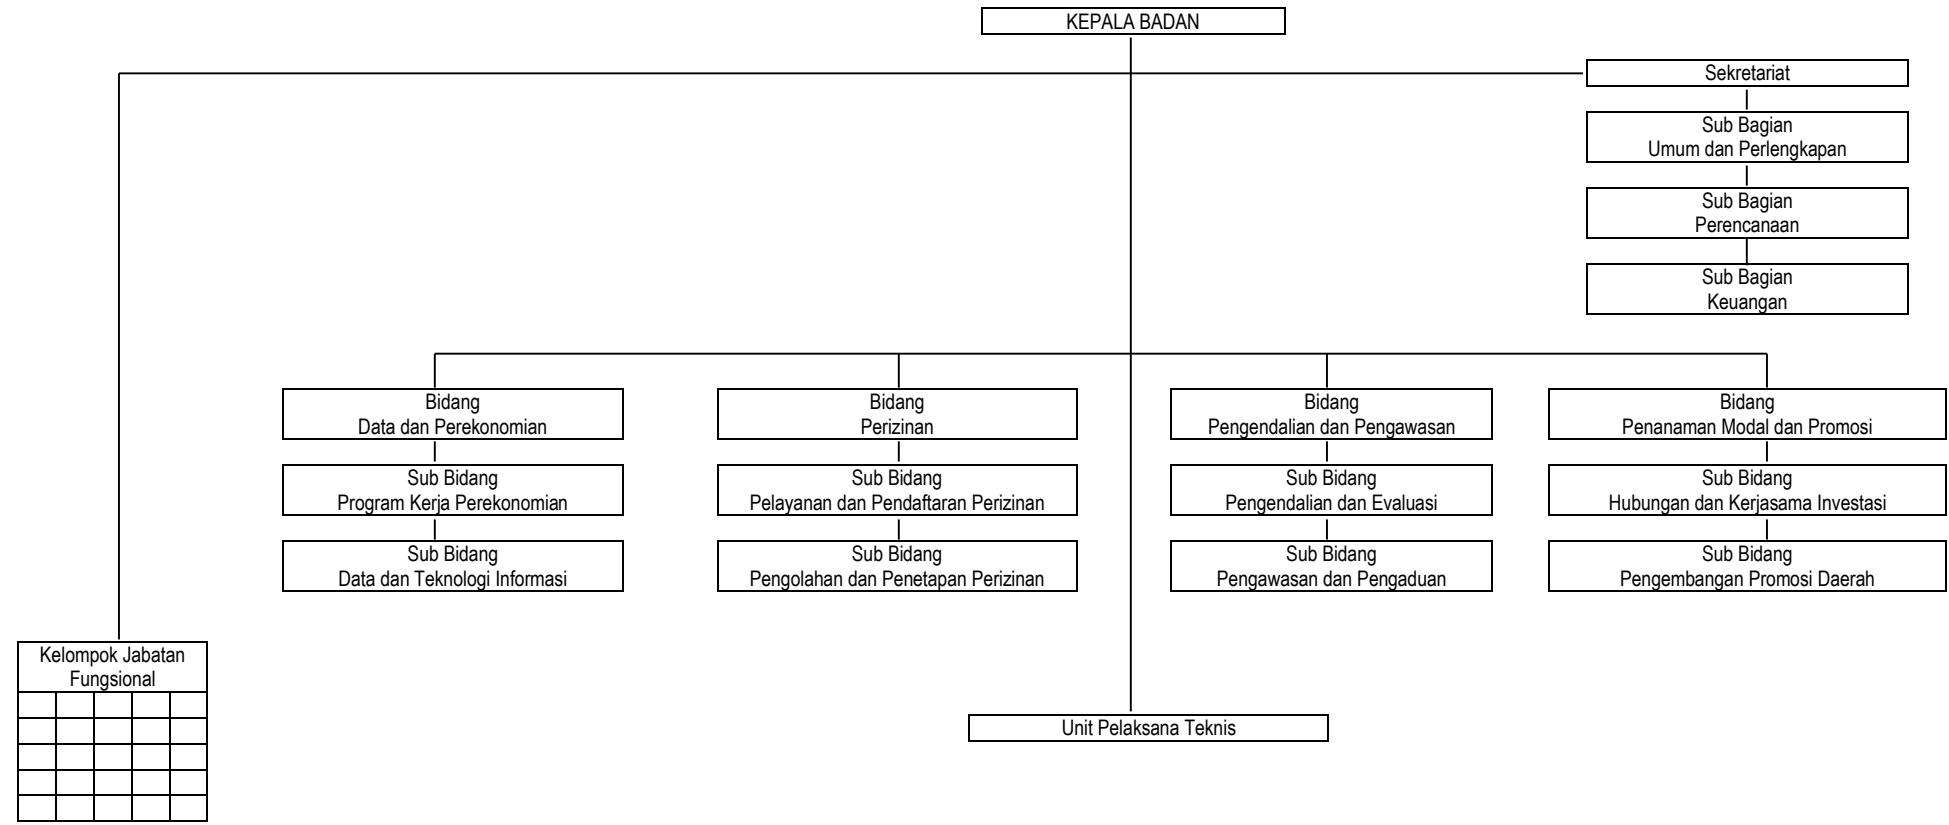 KEPALA BADAN
Sekretariat
Sub Bagian
Umum dan Perlengkapan
Sub Bagian
Perencanaan
Sub Bagian
Keuangan
Bidang
Data dan Perekonomian
Sub Bidang
Program Kerja Perekonomian
Sub Bidang
Data dan Teknologi Informasi
Bidang
Perizinan
Sub Bidang
Pelayanan dan Pendaftaran Perizinan
Sub Bidang
Pengolahan dan Penetapan Perizinan
Bidang
Pengendalian dan Pengawasan
Sub Bidang
Pengendalian dan Evaluasi
Sub Bidang
Pengawasan dan Pengaduan
Bidang
Penanaman Modal dan Promosi
Sub Bidang
Hubungan dan Kerjasama Investasi
Sub Bidang
Pengembangan Promosi Daerah
Kelompok Jabatan
Fungsional
Unit Pelaksana Teknis